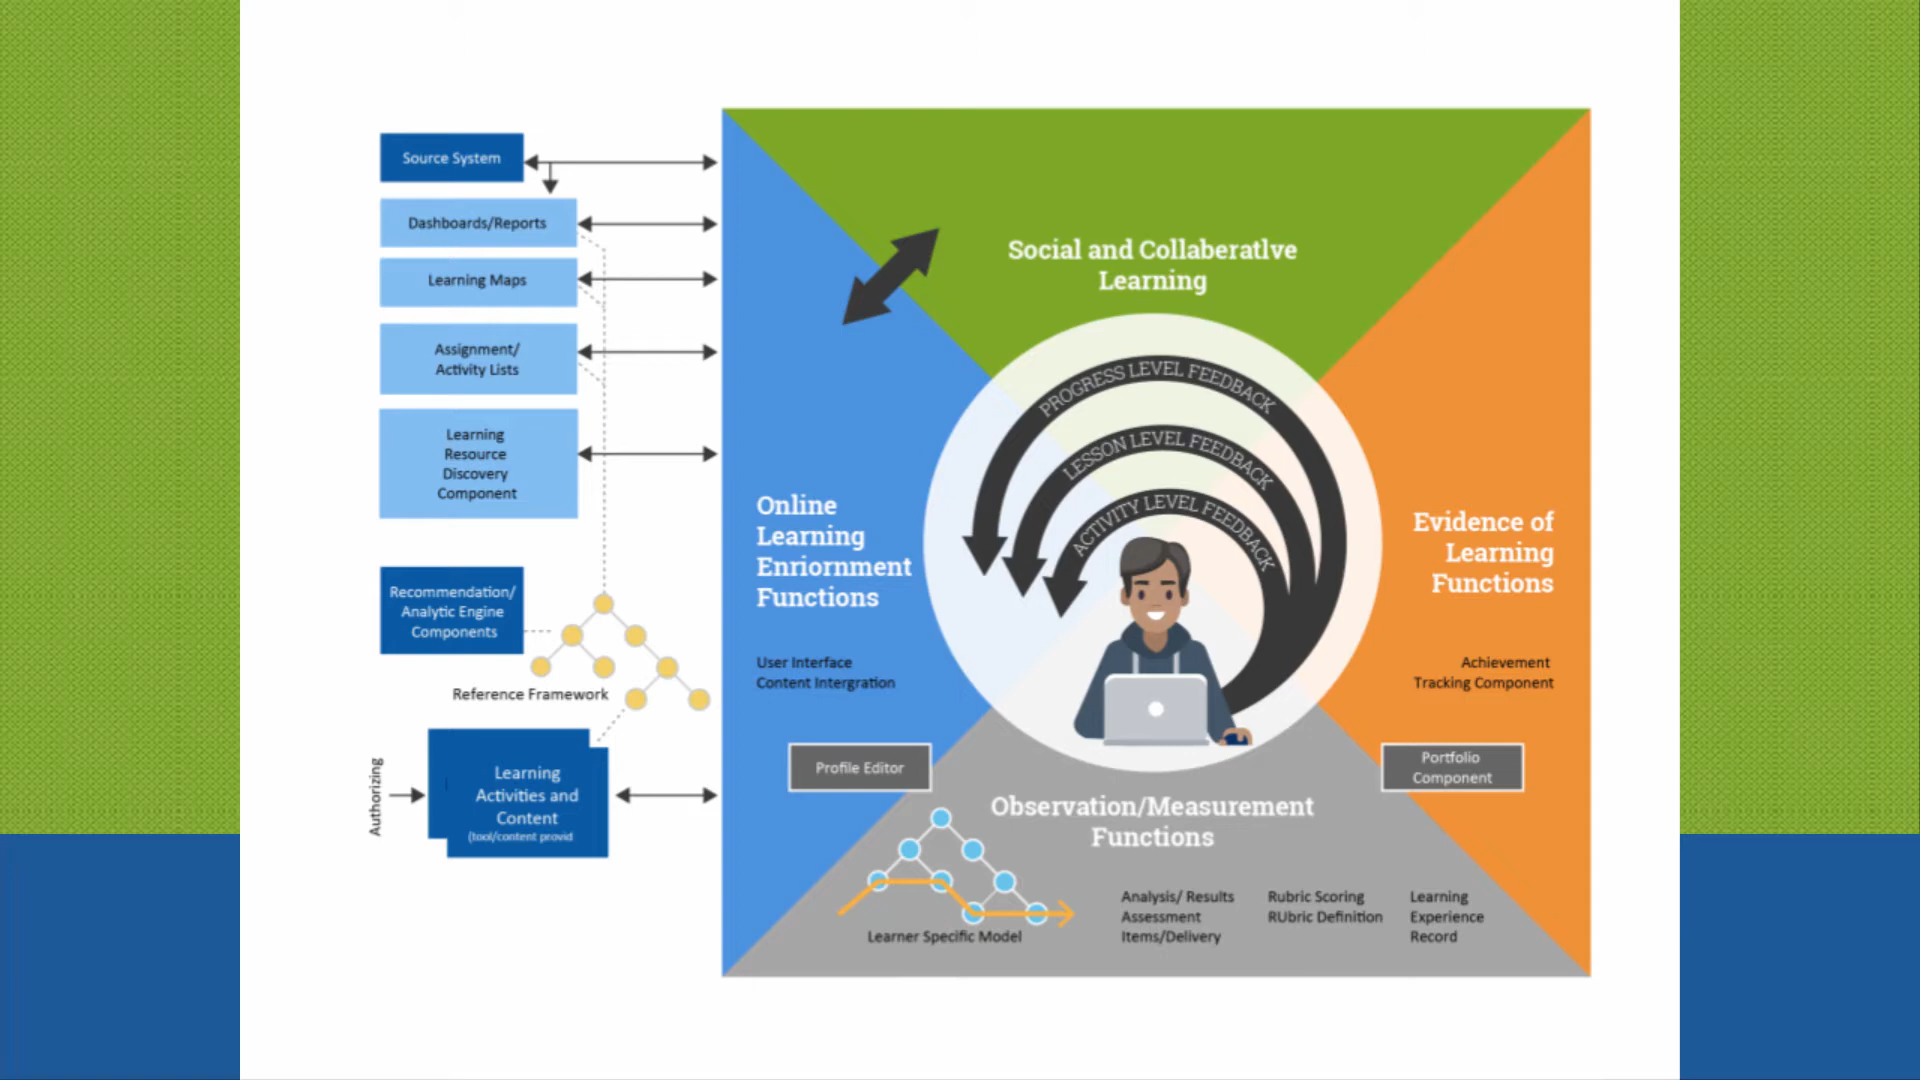 Source System
Dashboards/Reports
Learning Maps
Assignment/
Activity Lists
Learning
Resource
Discovery
Component
Recommendation/
Analytic Engine
Components
Reference Framework
Authorizing
Learning
Activities and
Content
(tool/content provid
Social and Collaberatlve
Learning
PROGRESS LEVEL FEEDBACK
LESSON LEVEL FEEDBACK
ACTIVITY LEVEL FEEDBACK
Online
Learning
Enriornment
Functions
User Interface
Content Intergration
Profile Editor
Evidence of
Learning
Functions
Achievement
Tracking Component
Portfolio
Component
Observation/Measurement
Functions
Learner Specific Model
Analysis/ Results
Assessment
Items/Delivery
Rubric Scoring
RUbric Definition
Learning
Experience
Record